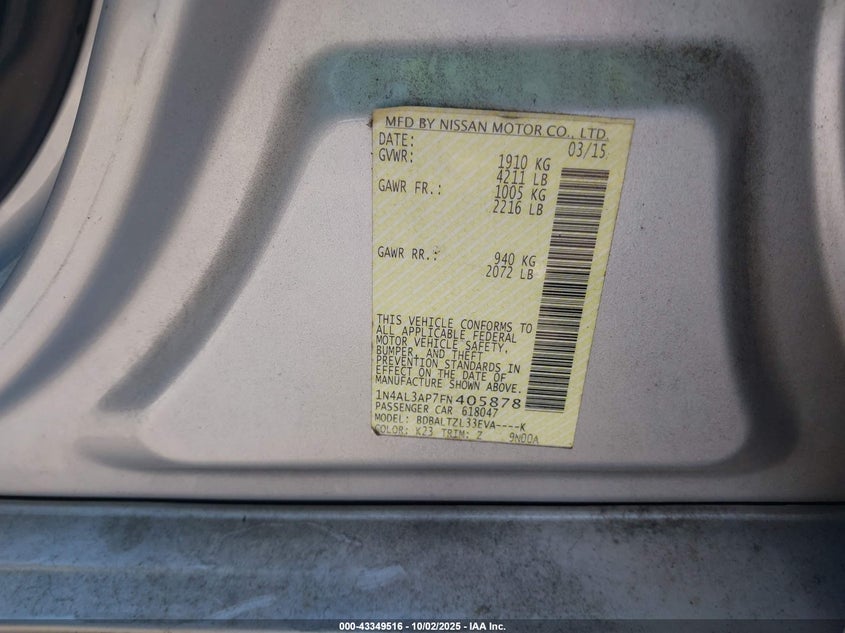 MFD BY NISSAN MOTOR CO., LTD.
DATE: 03/15
GVWR: 1910 KG
4211 LB
GAWR FR.: 1005 KG
2216 LB
GAWR RR.: 940 KG
2072 LB
THIS VEHICLE CONFORMS TO
ALL APPLICABLE FEDERAL
MOTOR VEHICLE SAFETY,
BUMPER, AND THEFT
PREVENTION STANDARDS IN
EFFECT ON THE DATE OF
MANUFACTURE SHOWN ABOVE.
1N4AL3AP7FN405878
PASSENGER CAR 618047
MODEL: BDBALTZL33EVA----K
COLOR: K23 TRIM: Z 9N00A
000-43349516 - 10/02/2025 - IAA Inc.